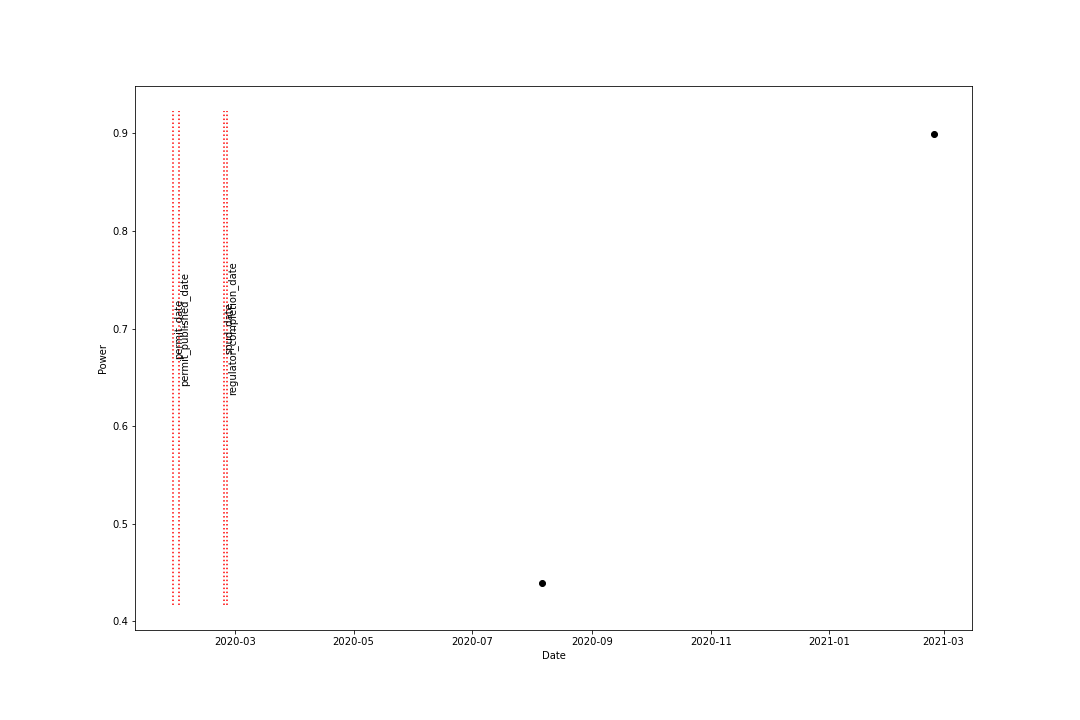 Power
0.9
0.8
0.7
0.6
0.5
0.4
permit_date
permit_published_date
spud_date
regulator_completion_date
2020-03
2020-05
2020-07
2020-09
2020-11
2021-01
2021-03
Date